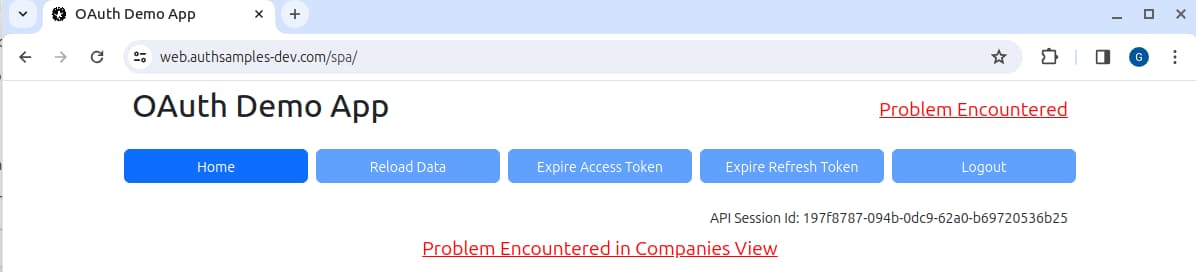 OAuth Demo App
web.authsamples-dev.com/spa/
G
OAuth Demo App
Problem Encountered
Home Reload Data Expire Access Token Expire Refresh Token Logout
API Session Id: 197f8787-094b-0dc9-62a0-b69720536b25
Problem Encountered in Companies View